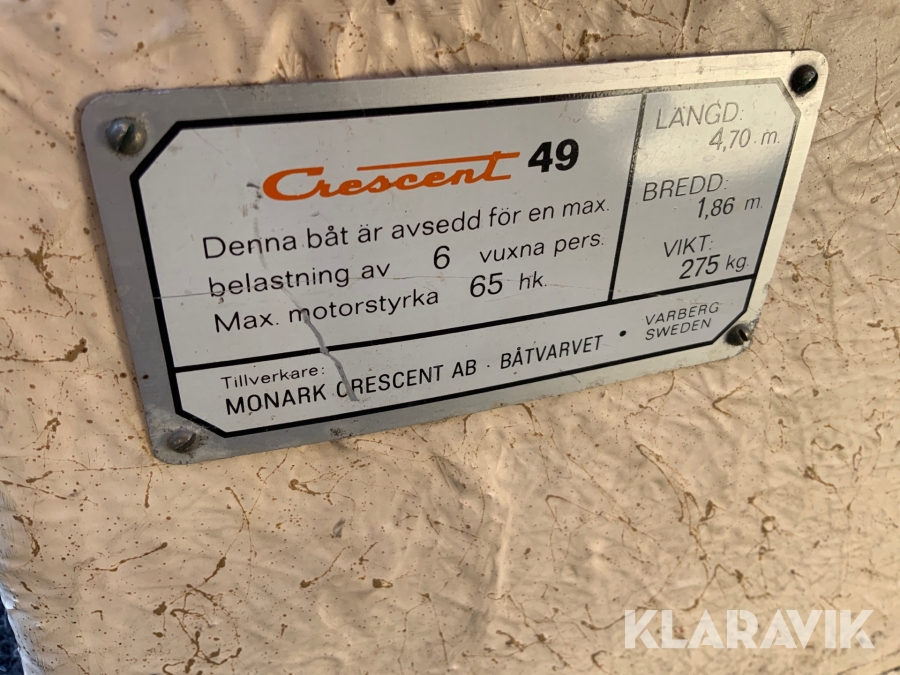 Crescent 49
Denna båt är avsedd för en max.
belastning av 6 vuxna pers.
Max. motorstyrka 65 hk.
LÄNGD:
4,70 m.
BREDD:
1,86 m.
VIKT:
275 kg.
Tillverkare:
MONARK CRESCENT AB · BÅTVARVET •
VARBERG
SWEDEN
KLARAVIK